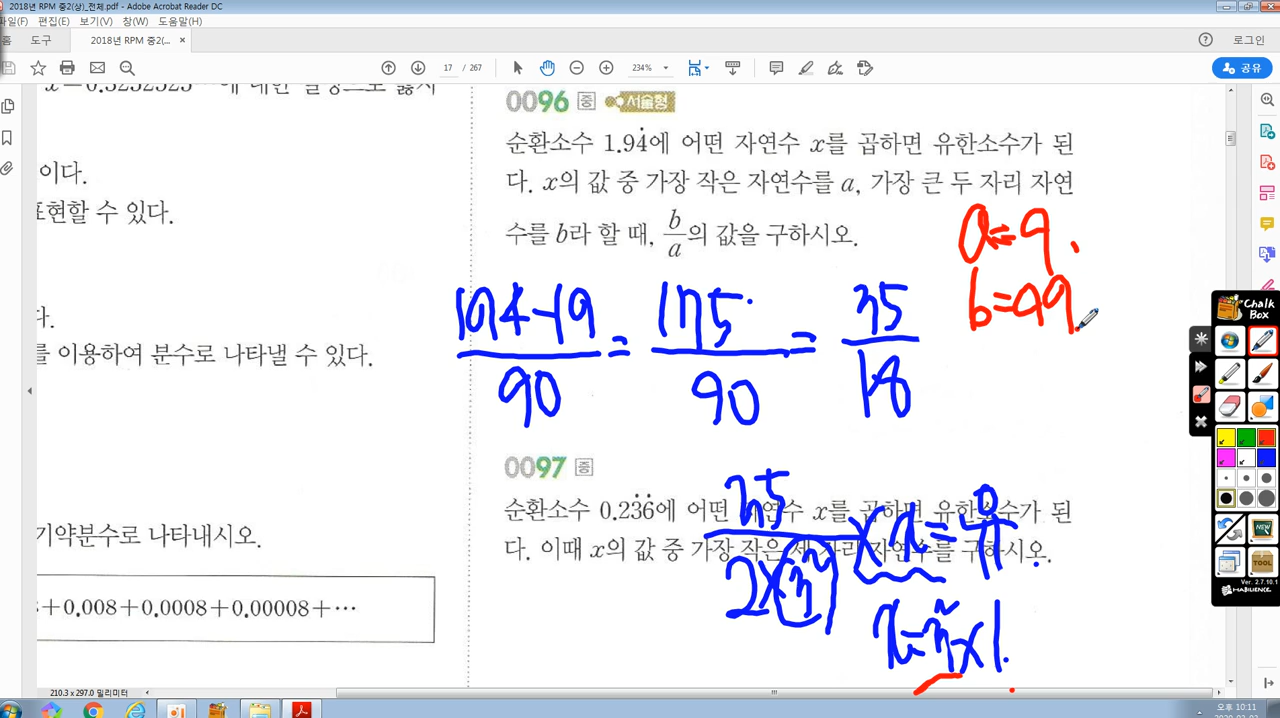 2018년 RPM 중2(상)_전체.pdf - Adobe Acrobat Reader DC
파일(F) 편집(E) 보기(V) 창(W) 도움말(H)
홈 도구 2018년 RPM 중2(... × 로그인
17 / 267 234% 공유
0096 중 서술형
순환소수 1.94̇에 어떤 자연수 x를 곱하면 유한소수가 된
이다.
다. x의 값 중 가장 작은 자연수를 a, 가장 큰 두 자리 자연
표현할 수 있다.
수를 b라 할 때, b/a의 값을 구하시오.
a=9.
b=99.
194-19/90 = 175/90 = 35/18
다.
를 이용하여 분수로 나타낼 수 있다.
0097 중
순환소수 0.23̇6̇에 어떤 자연수 x를 곱하면 유한소수가 된
기약분수로 나타내시오.
다. 이때 x의 값 중 가장 작은 세 자리 자연수를 구하시오.
+0.008+0.0008+0.00008+⋯
Chalk Box
NEW
TOOL
Ver. 2.7.10.1
HABILIENCE
210.3 x 297.0 밀리미터
오후 10:11